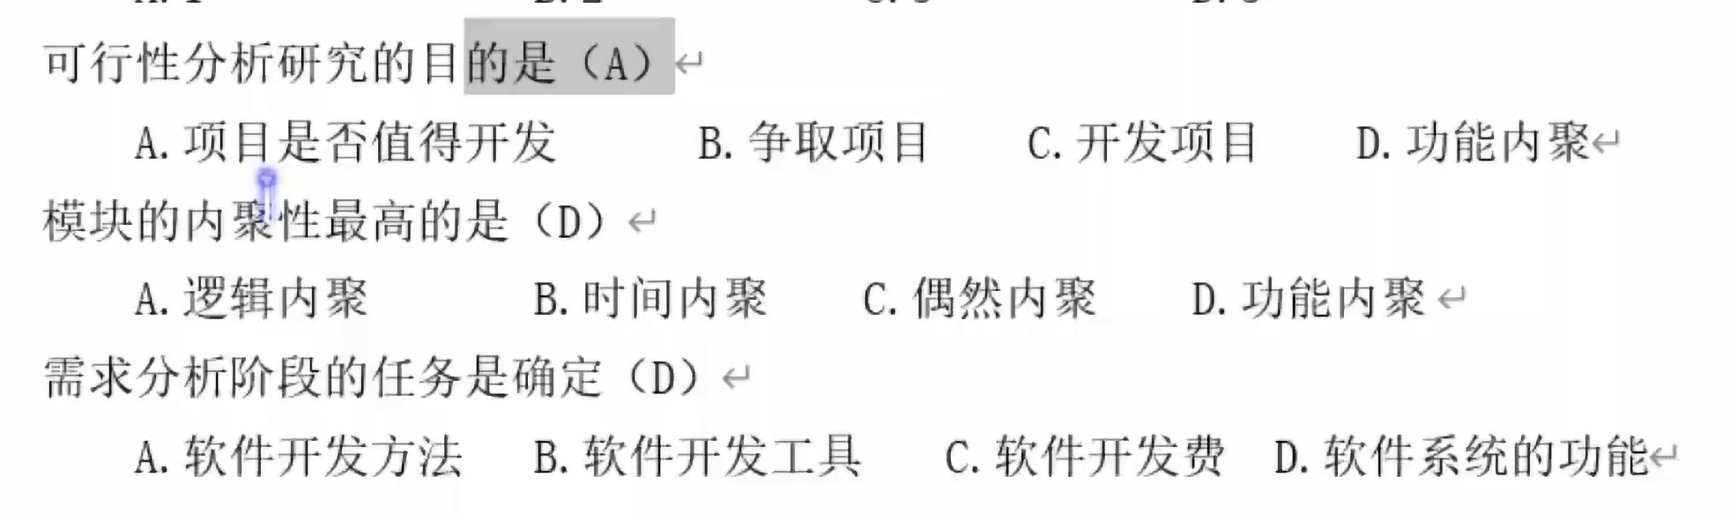 可行性分析研究的目的是（A）
A.项目是否值得开发 B.争取项目 C.开发项目 D.功能内聚
模块的内聚性最高的是（D）
A.逻辑内聚 B.时间内聚 C.偶然内聚 D.功能内聚
需求分析阶段的任务是确定（D）
A.软件开发方法 B.软件开发工具 C.软件开发费 D.软件系统的功能